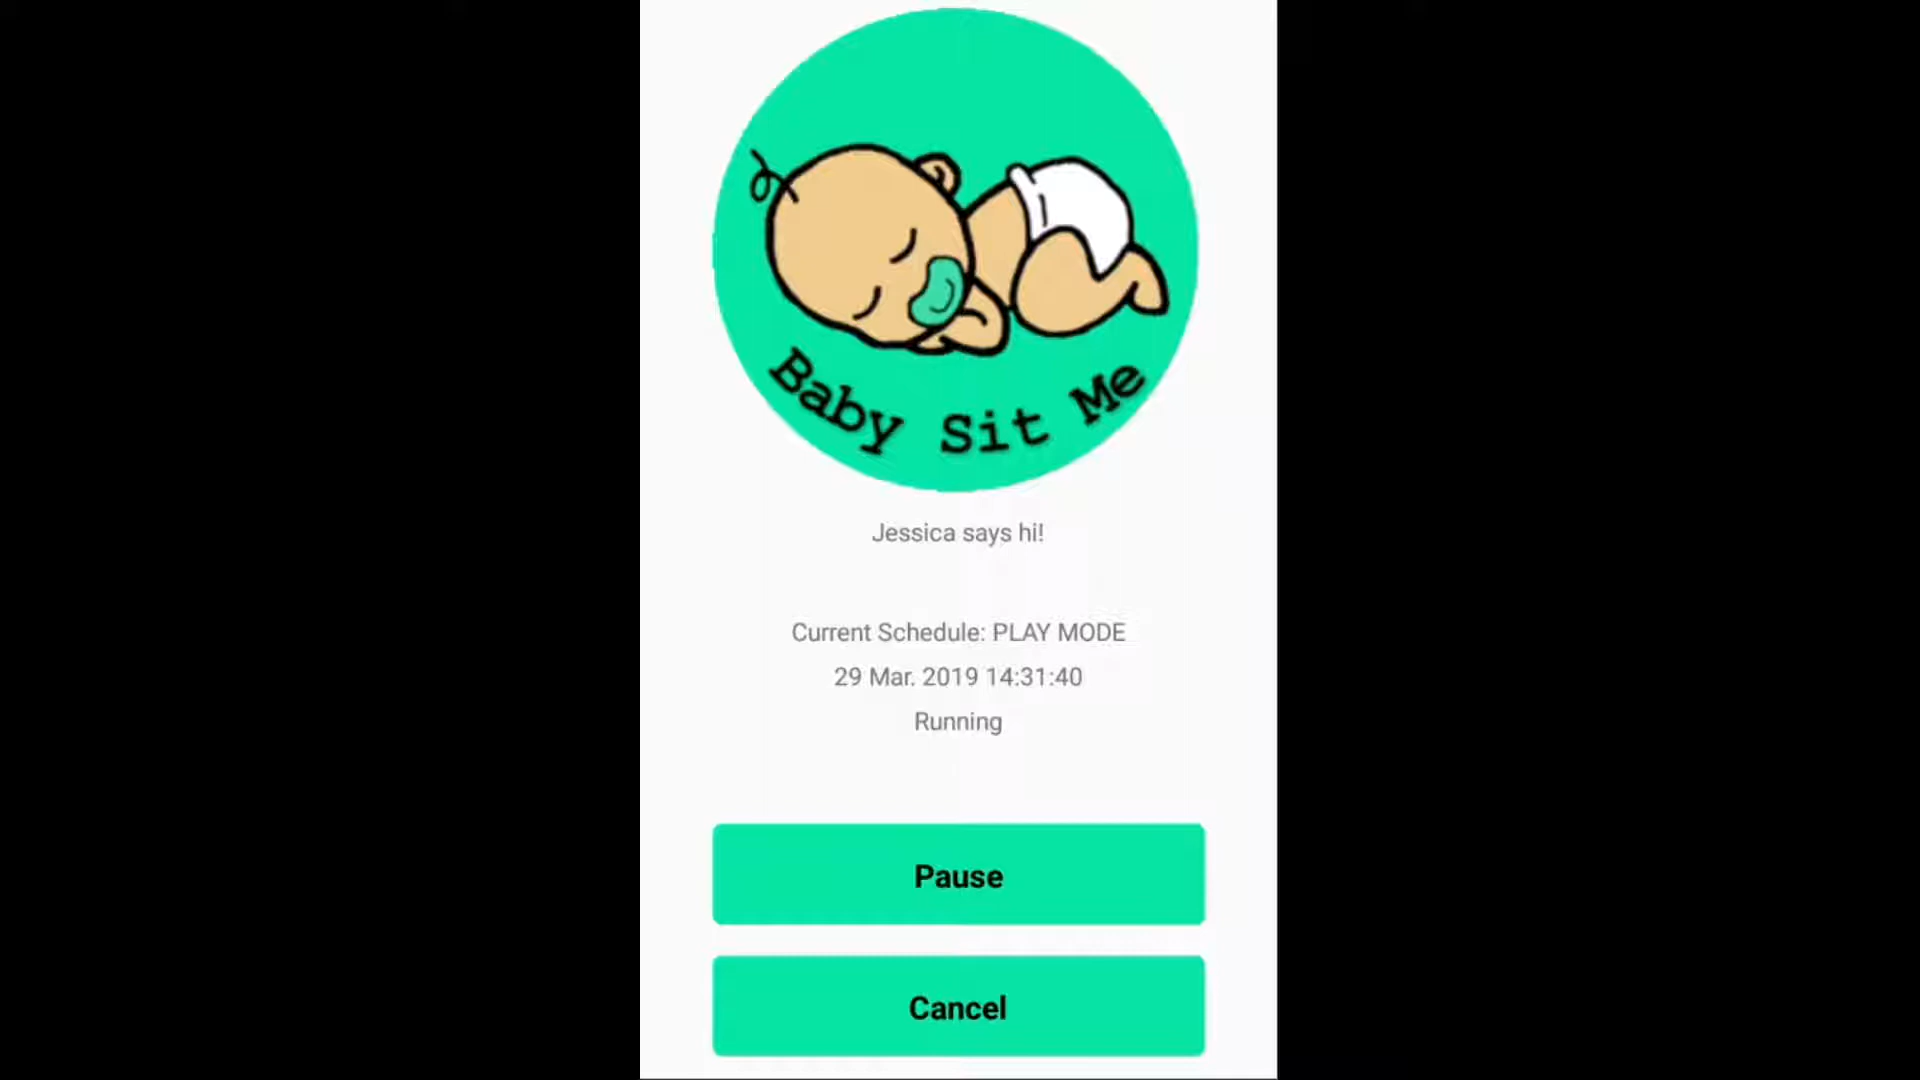 Baby Sit Me
Jessica says hi!
Current Schedule: PLAY MODE
29 Mar. 2019 14:31:40
Running
Pause
Cancel